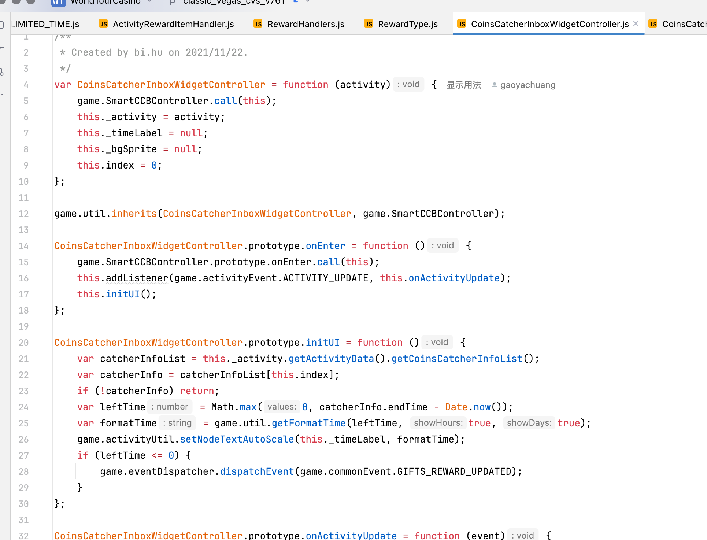 WorldTourCasino classic_vegas_cvs_v761
LIMITED_TIME.js ActivityRewardItemHandler.js RewardHandlers.js RewardType.js CoinsCatcherInboxWidgetController.js CoinsCatc
1 /**
2 * Created by bi.hu on 2021/11/22.
3 */
4 var CoinsCatcherInboxWidgetController = function (activity) : void { 显示用法 gaoyachuang
5 game.SmartCCBController.call(this);
6 this._activity = activity;
7 this._timeLabel = null;
8 this._bgSprite = null;
9 this.index = 0;
10 };
11
12 game.util.inherits(CoinsCatcherInboxWidgetController, game.SmartCCBController);
13
14 CoinsCatcherInboxWidgetController.prototype.onEnter = function () : void {
15 game.SmartCCBController.prototype.onEnter.call(this);
16 this.addListener(game.activityEvent.ACTIVITY_UPDATE, this.onActivityUpdate);
17 this.initUI();
18 };
19
20 CoinsCatcherInboxWidgetController.prototype.initUI = function () : void {
21 var catcherInfoList = this._activity.getActivityData().getCoinsCatcherInfoList();
22 var catcherInfo = catcherInfoList[this.index];
23 if (!catcherInfo) return;
24 var leftTime : number = Math.max( values: 0, catcherInfo.endTime - Date.now());
25 var formatTime : string = game.util.getFormatTime(leftTime, showHours: true, showDays: true);
26 game.activityUtil.setNodeTextAutoScale(this._timeLabel, formatTime);
27 if (leftTime <= 0) {
28 game.eventDispatcher.dispatchEvent(game.commonEvent.GIFTS_REWARD_UPDATED);
29 }
30 };
31
32 CoinsCatcherInboxWidgetController.prototype.onActivityUpdate = function (event) : void {